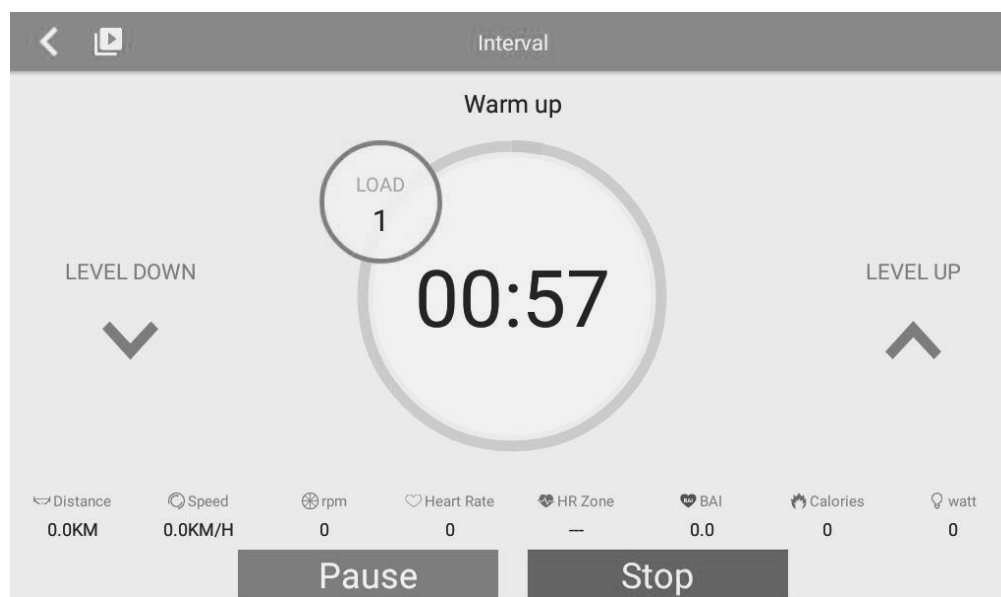 Interval
Warm up
LOAD
1
00:57
LEVEL DOWN
LEVEL UP
Distance Speed rpm Heart Rate HR Zone BAI BAI Calories watt
0.0KM 0.0KM/H 0 0 --- 0.0 0 0
Pause Stop